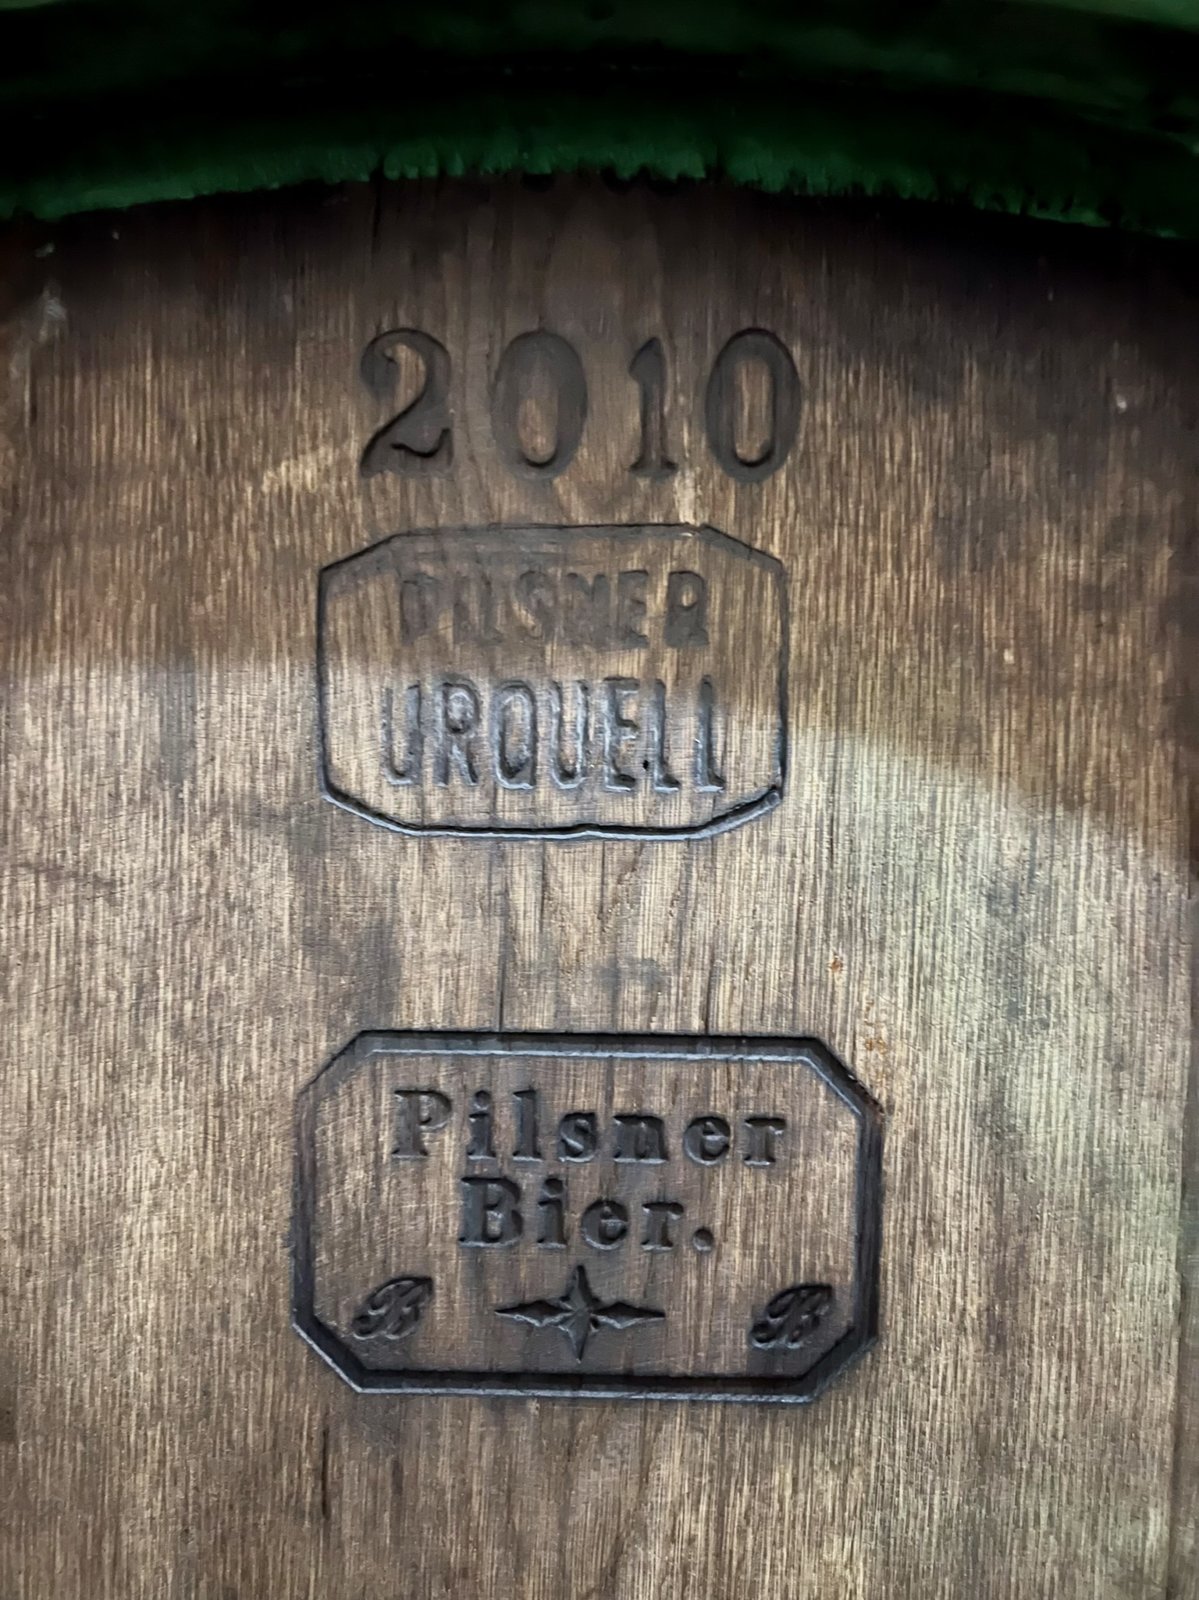 2010
PILSNER
URQUELL
Pilsner
Bier.
B B